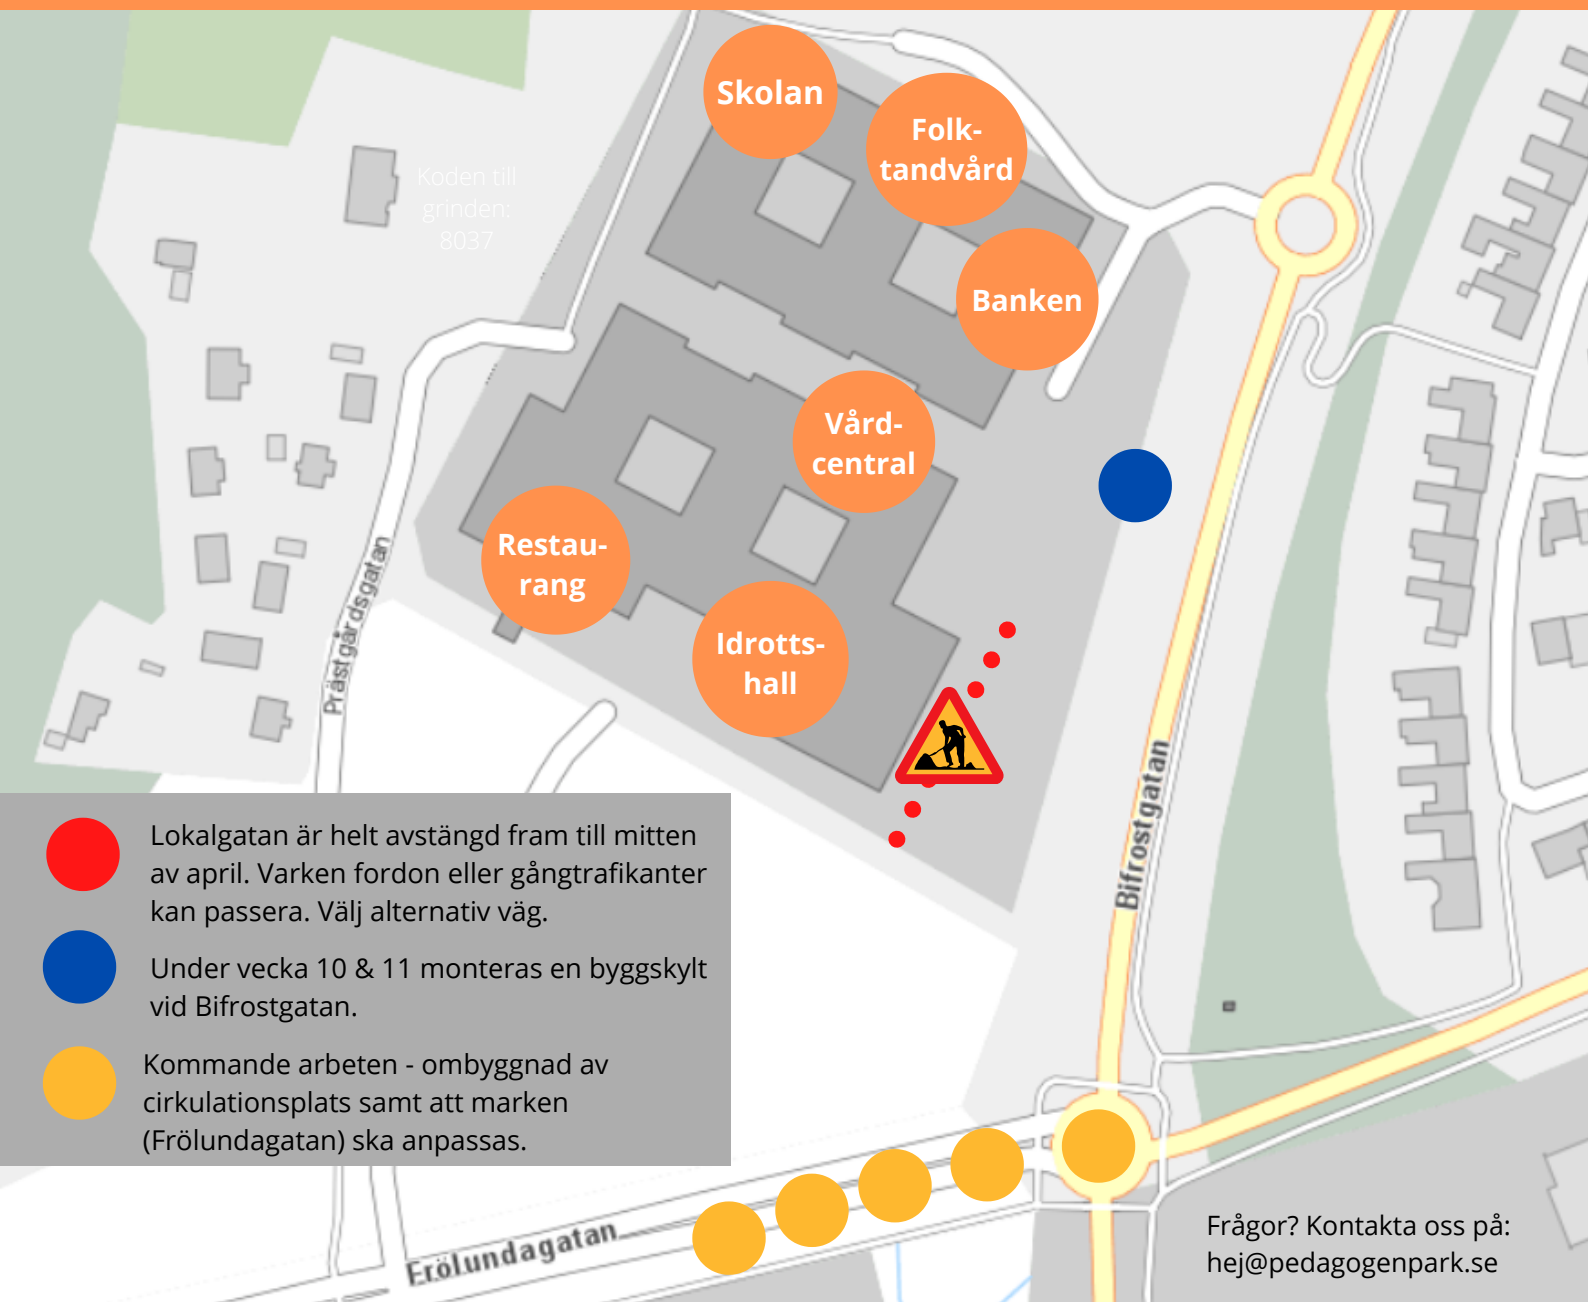 Skolan
Folk-
tandvård
Koden till
grinden:
8037
Banken
Vård-
central
Restau-
rang
Idrotts-
hall
Prästgårdsgatan
Bifrostgatan
Lokalgatan är helt avstängd fram till mitten
av april. Varken fordon eller gångtrafikanter
kan passera. Välj alternativ väg.
Under vecka 10 & 11 monteras en byggskylt
vid Bifrostgatan.
Kommande arbeten - ombyggnad av
cirkulationsplats samt att marken
(Frölundagatan) ska anpassas.
Frölundagatan
Frågor? Kontakta oss på:
hej@pedagogenpark.se